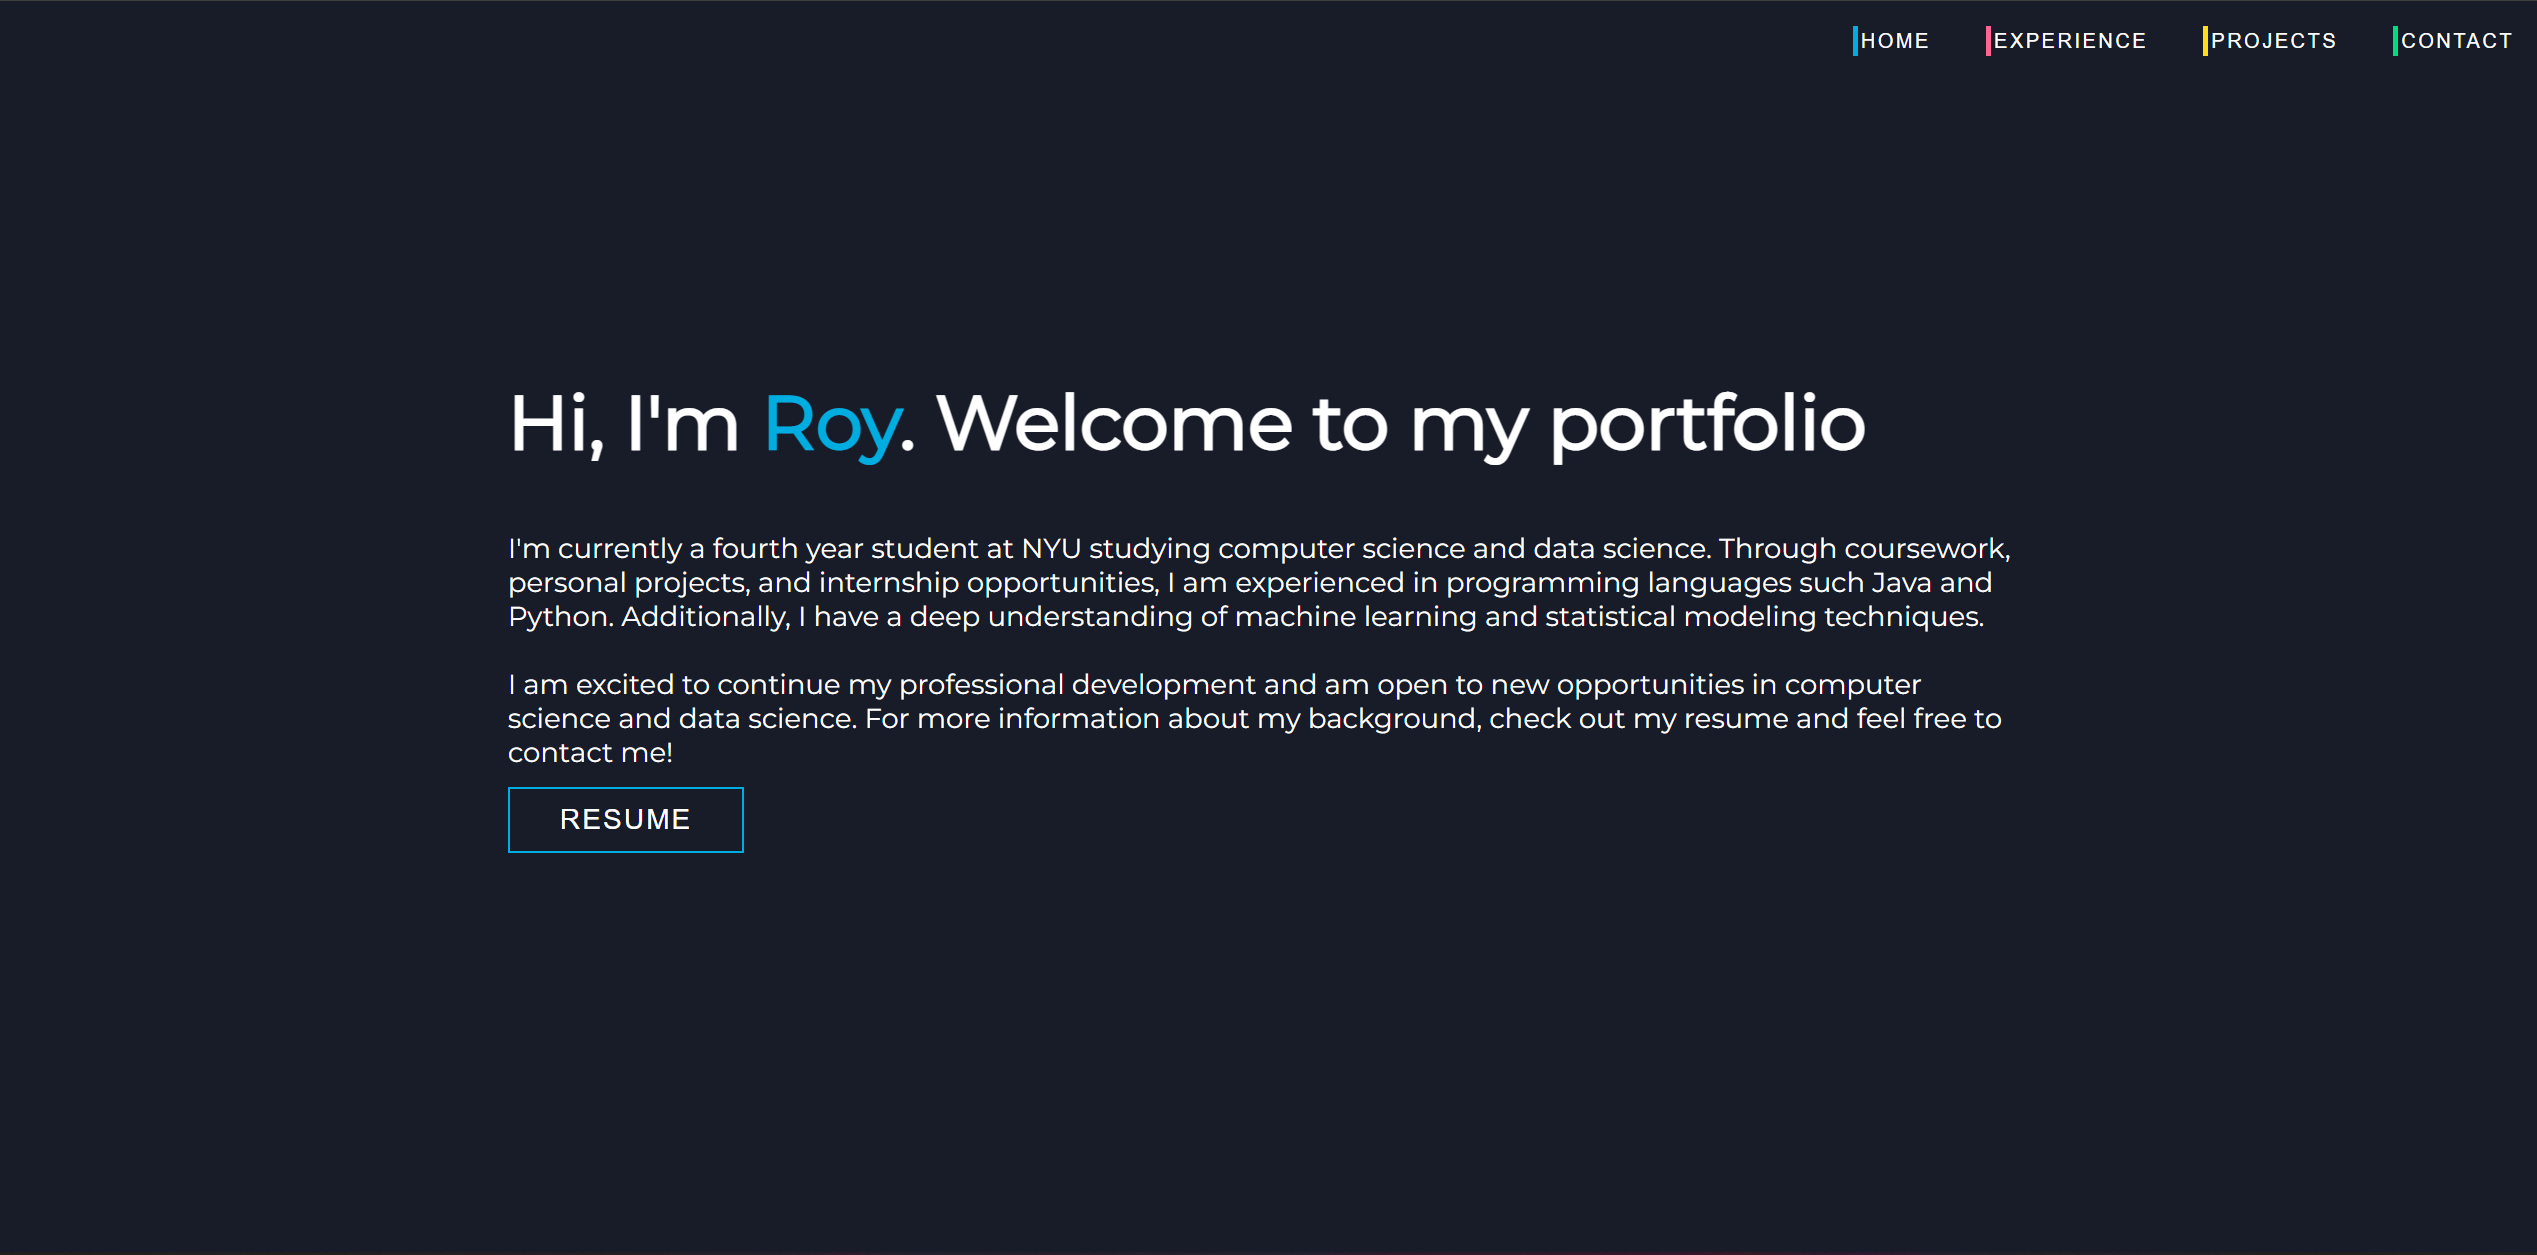 HOME EXPERIENCE PROJECTS CONTACT
Hi, I'm Roy. Welcome to my portfolio
I'm currently a fourth year student at NYU studying computer science and data science. Through coursework,
personal projects, and internship opportunities, I am experienced in programming languages such Java and
Python. Additionally, I have a deep understanding of machine learning and statistical modeling techniques.
I am excited to continue my professional development and am open to new opportunities in computer
science and data science. For more information about my background, check out my resume and feel free to
contact me!
RESUME